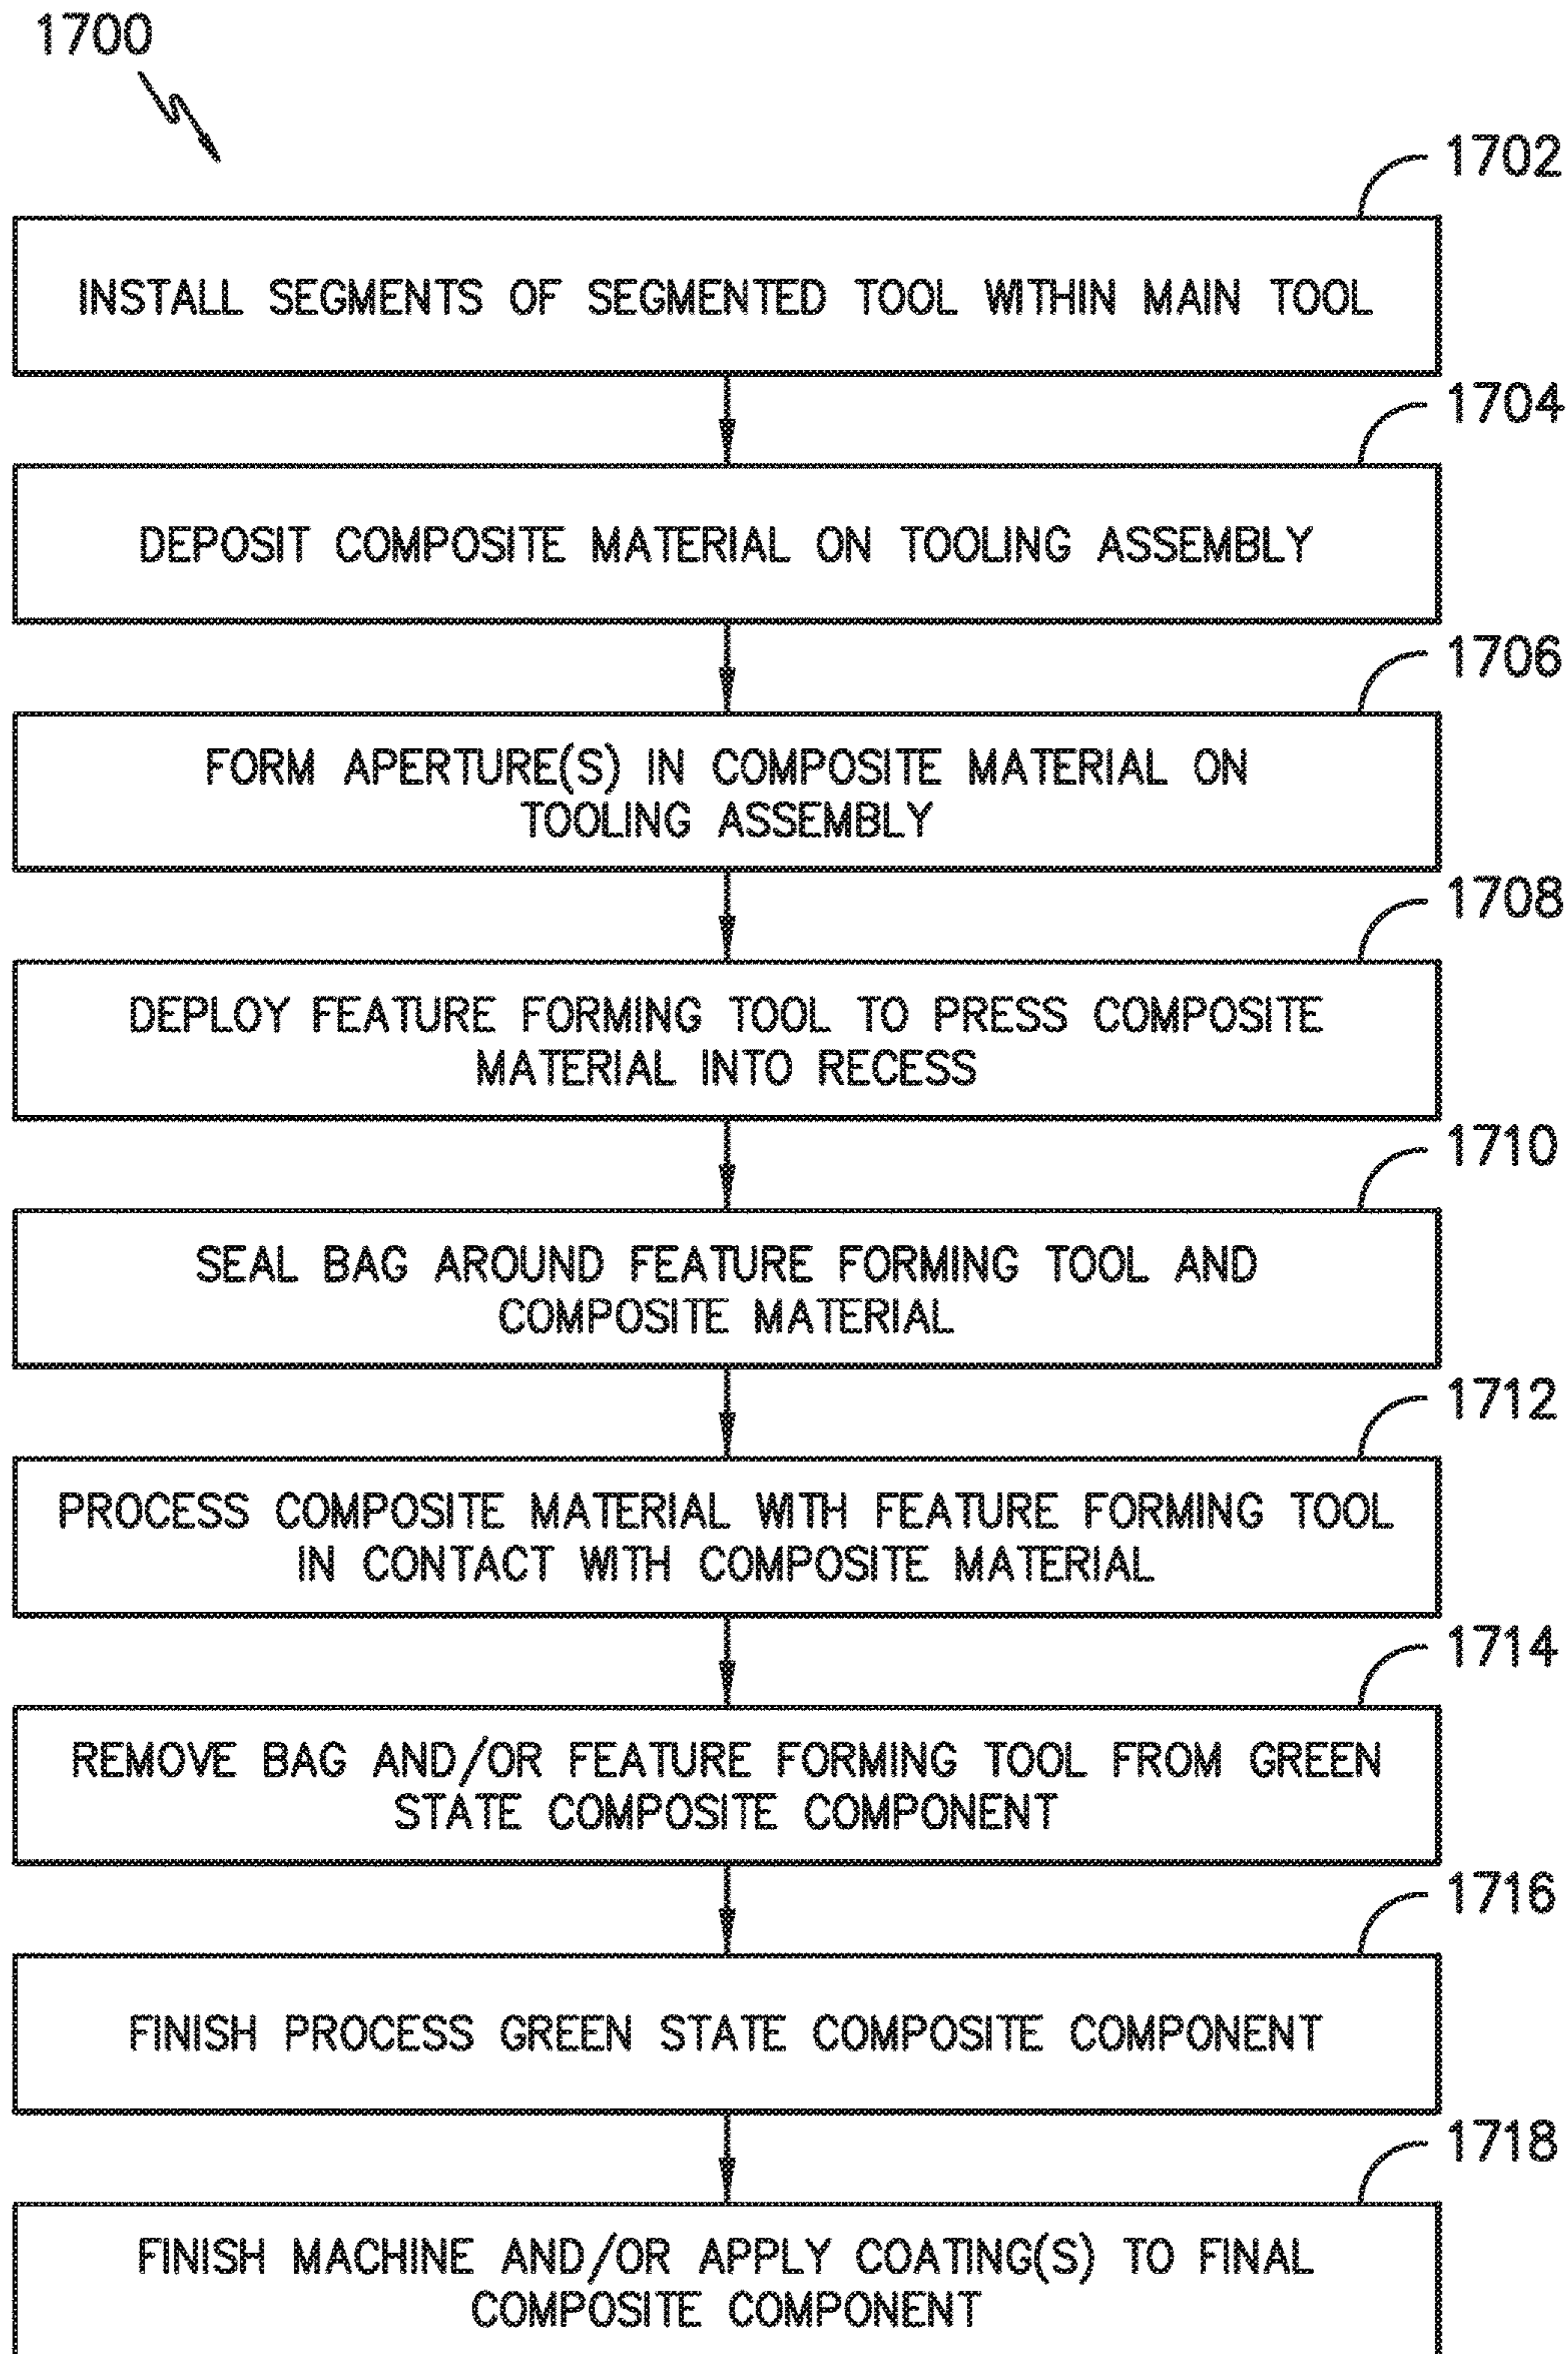 1700
1702
INSTALL SEGMENTS OF SEGMENTED TOOL WITHIN MAIN TOOL
1704
DEPOSIT COMPOSITE MATERIAL ON TOOLING ASSEMBLY
1706
FORM APERTURE(S) IN COMPOSITE MATERIAL ON
TOOLING ASSEMBLY
1708
DEPLOY FEATURE FORMING TOOL TO PRESS COMPOSITE
MATERIAL INTO RECESS
1710
SEAL BAG AROUND FEATURE FORMING TOOL AND
COMPOSITE MATERIAL
1712
PROCESS COMPOSITE MATERIAL WITH FEATURE FORMING TOOL
IN CONTACT WITH COMPOSITE MATERIAL
1714
REMOVE BAG AND/OR FEATURE FORMING TOOL FROM GREEN
STATE COMPOSITE COMPONENT
1716
FINISH PROCESS GREEN STATE COMPOSITE COMPONENT
1718
FINISH MACHINE AND/OR APPLY COATING(S) TO FINAL
COMPOSITE COMPONENT